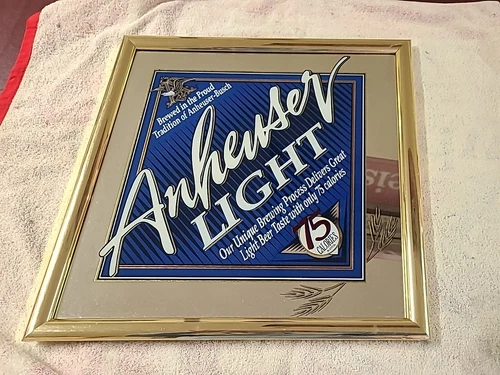 Brewed in the Proud
Tradition of Anheuser-Busch
Anheuser
LIGHT
Our Unique Brewing Process Delivers Great
Light Beer Taste with only 75 calories
75
CALORIES